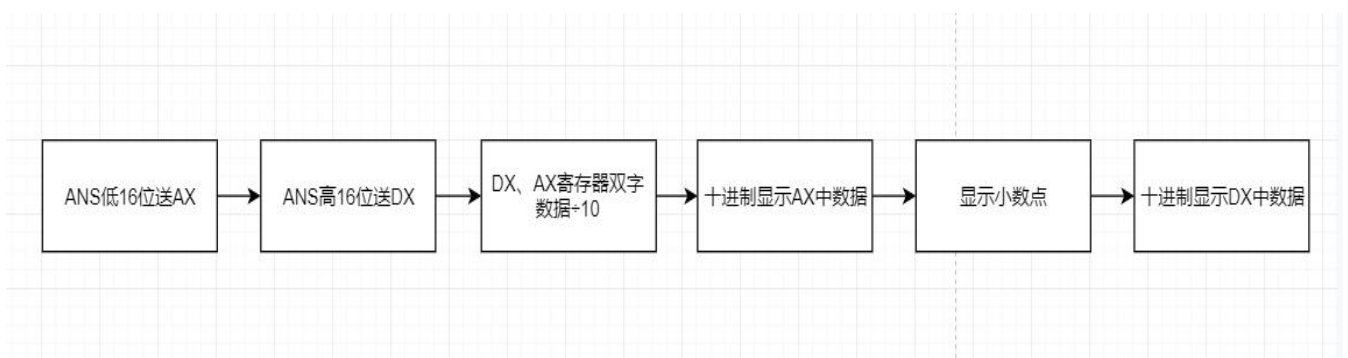 ANS低16位送AX
ANS高16位送DX
DX、AX寄存器双字
数据÷10
十进制显示AX中数据
显示小数点
十进制显示DX中数据